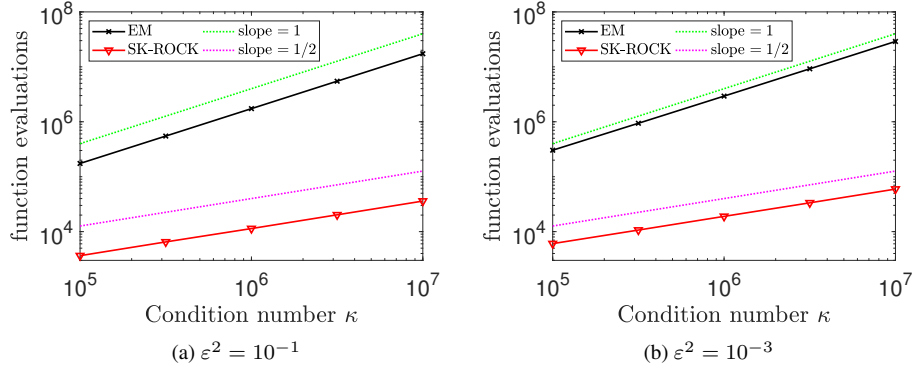 10^8
EM
slope = 1
SK-ROCK
slope = 1/2
10^6
10^4
function evaluations
10^5
10^6
10^7
Condition number κ
(a) ε^2 = 10^−1
10^8
EM
slope = 1
SK-ROCK
slope = 1/2
10^6
10^4
function evaluations
10^5
10^6
10^7
Condition number κ
(b) ε^2 = 10^−3